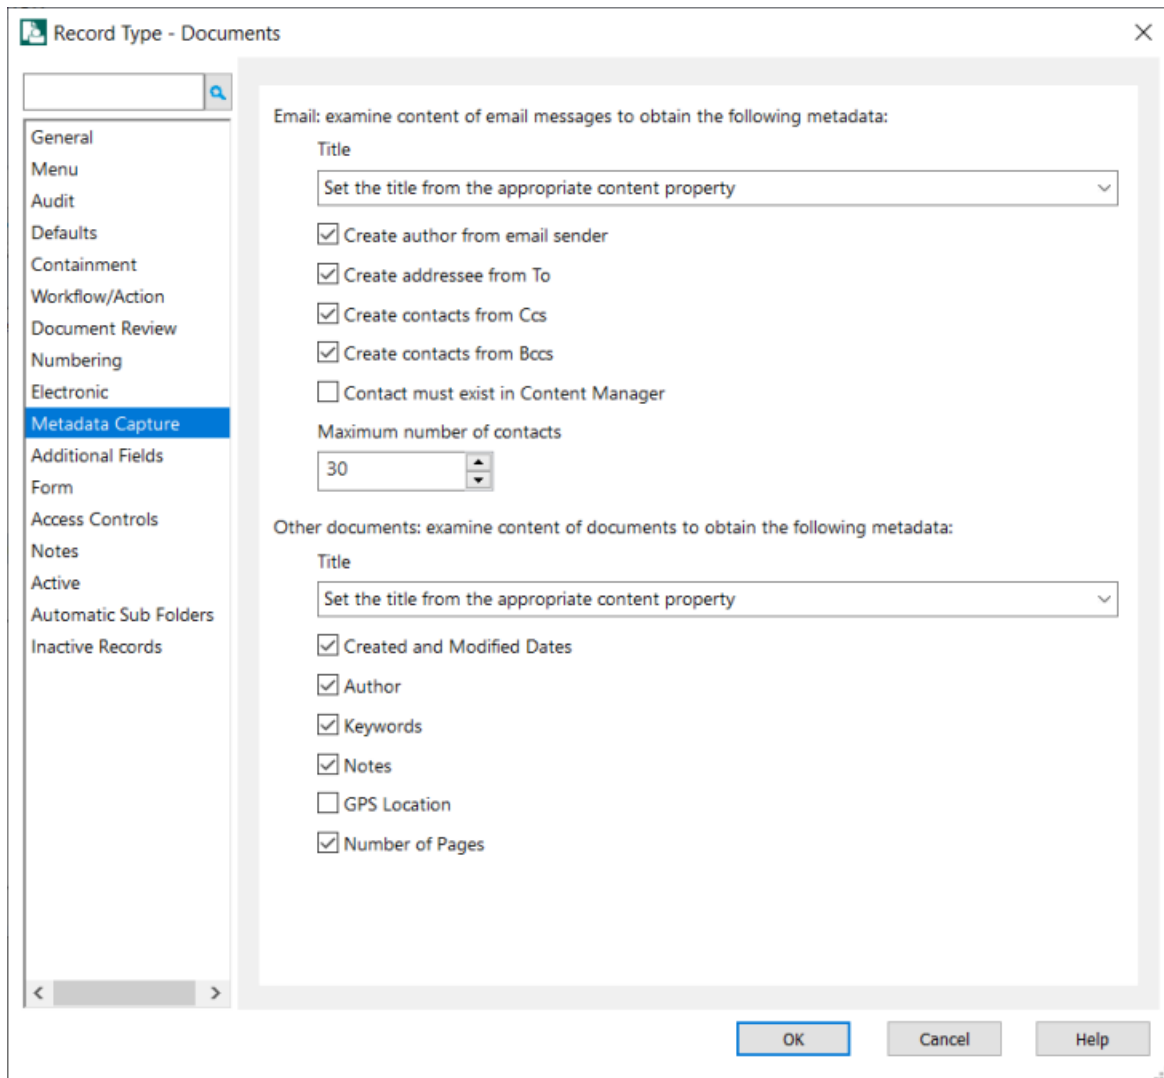 Record Type - Documents
General
Menu
Audit
Defaults
Containment
Workflow/Action
Document Review
Numbering
Electronic
Metadata Capture
Additional Fields
Form
Access Controls
Notes
Active
Automatic Sub Folders
Inactive Records
Email: examine content of email messages to obtain the following metadata:
Title
Set the title from the appropriate content property
Create author from email sender
Create addressee from To
Create contacts from Ccs
Create contacts from Bccs
Contact must exist in Content Manager
Maximum number of contacts
30
Other documents: examine content of documents to obtain the following metadata:
Title
Set the title from the appropriate content property
Created and Modified Dates
Author
Keywords
Notes
GPS Location
Number of Pages
OK
Cancel
Help